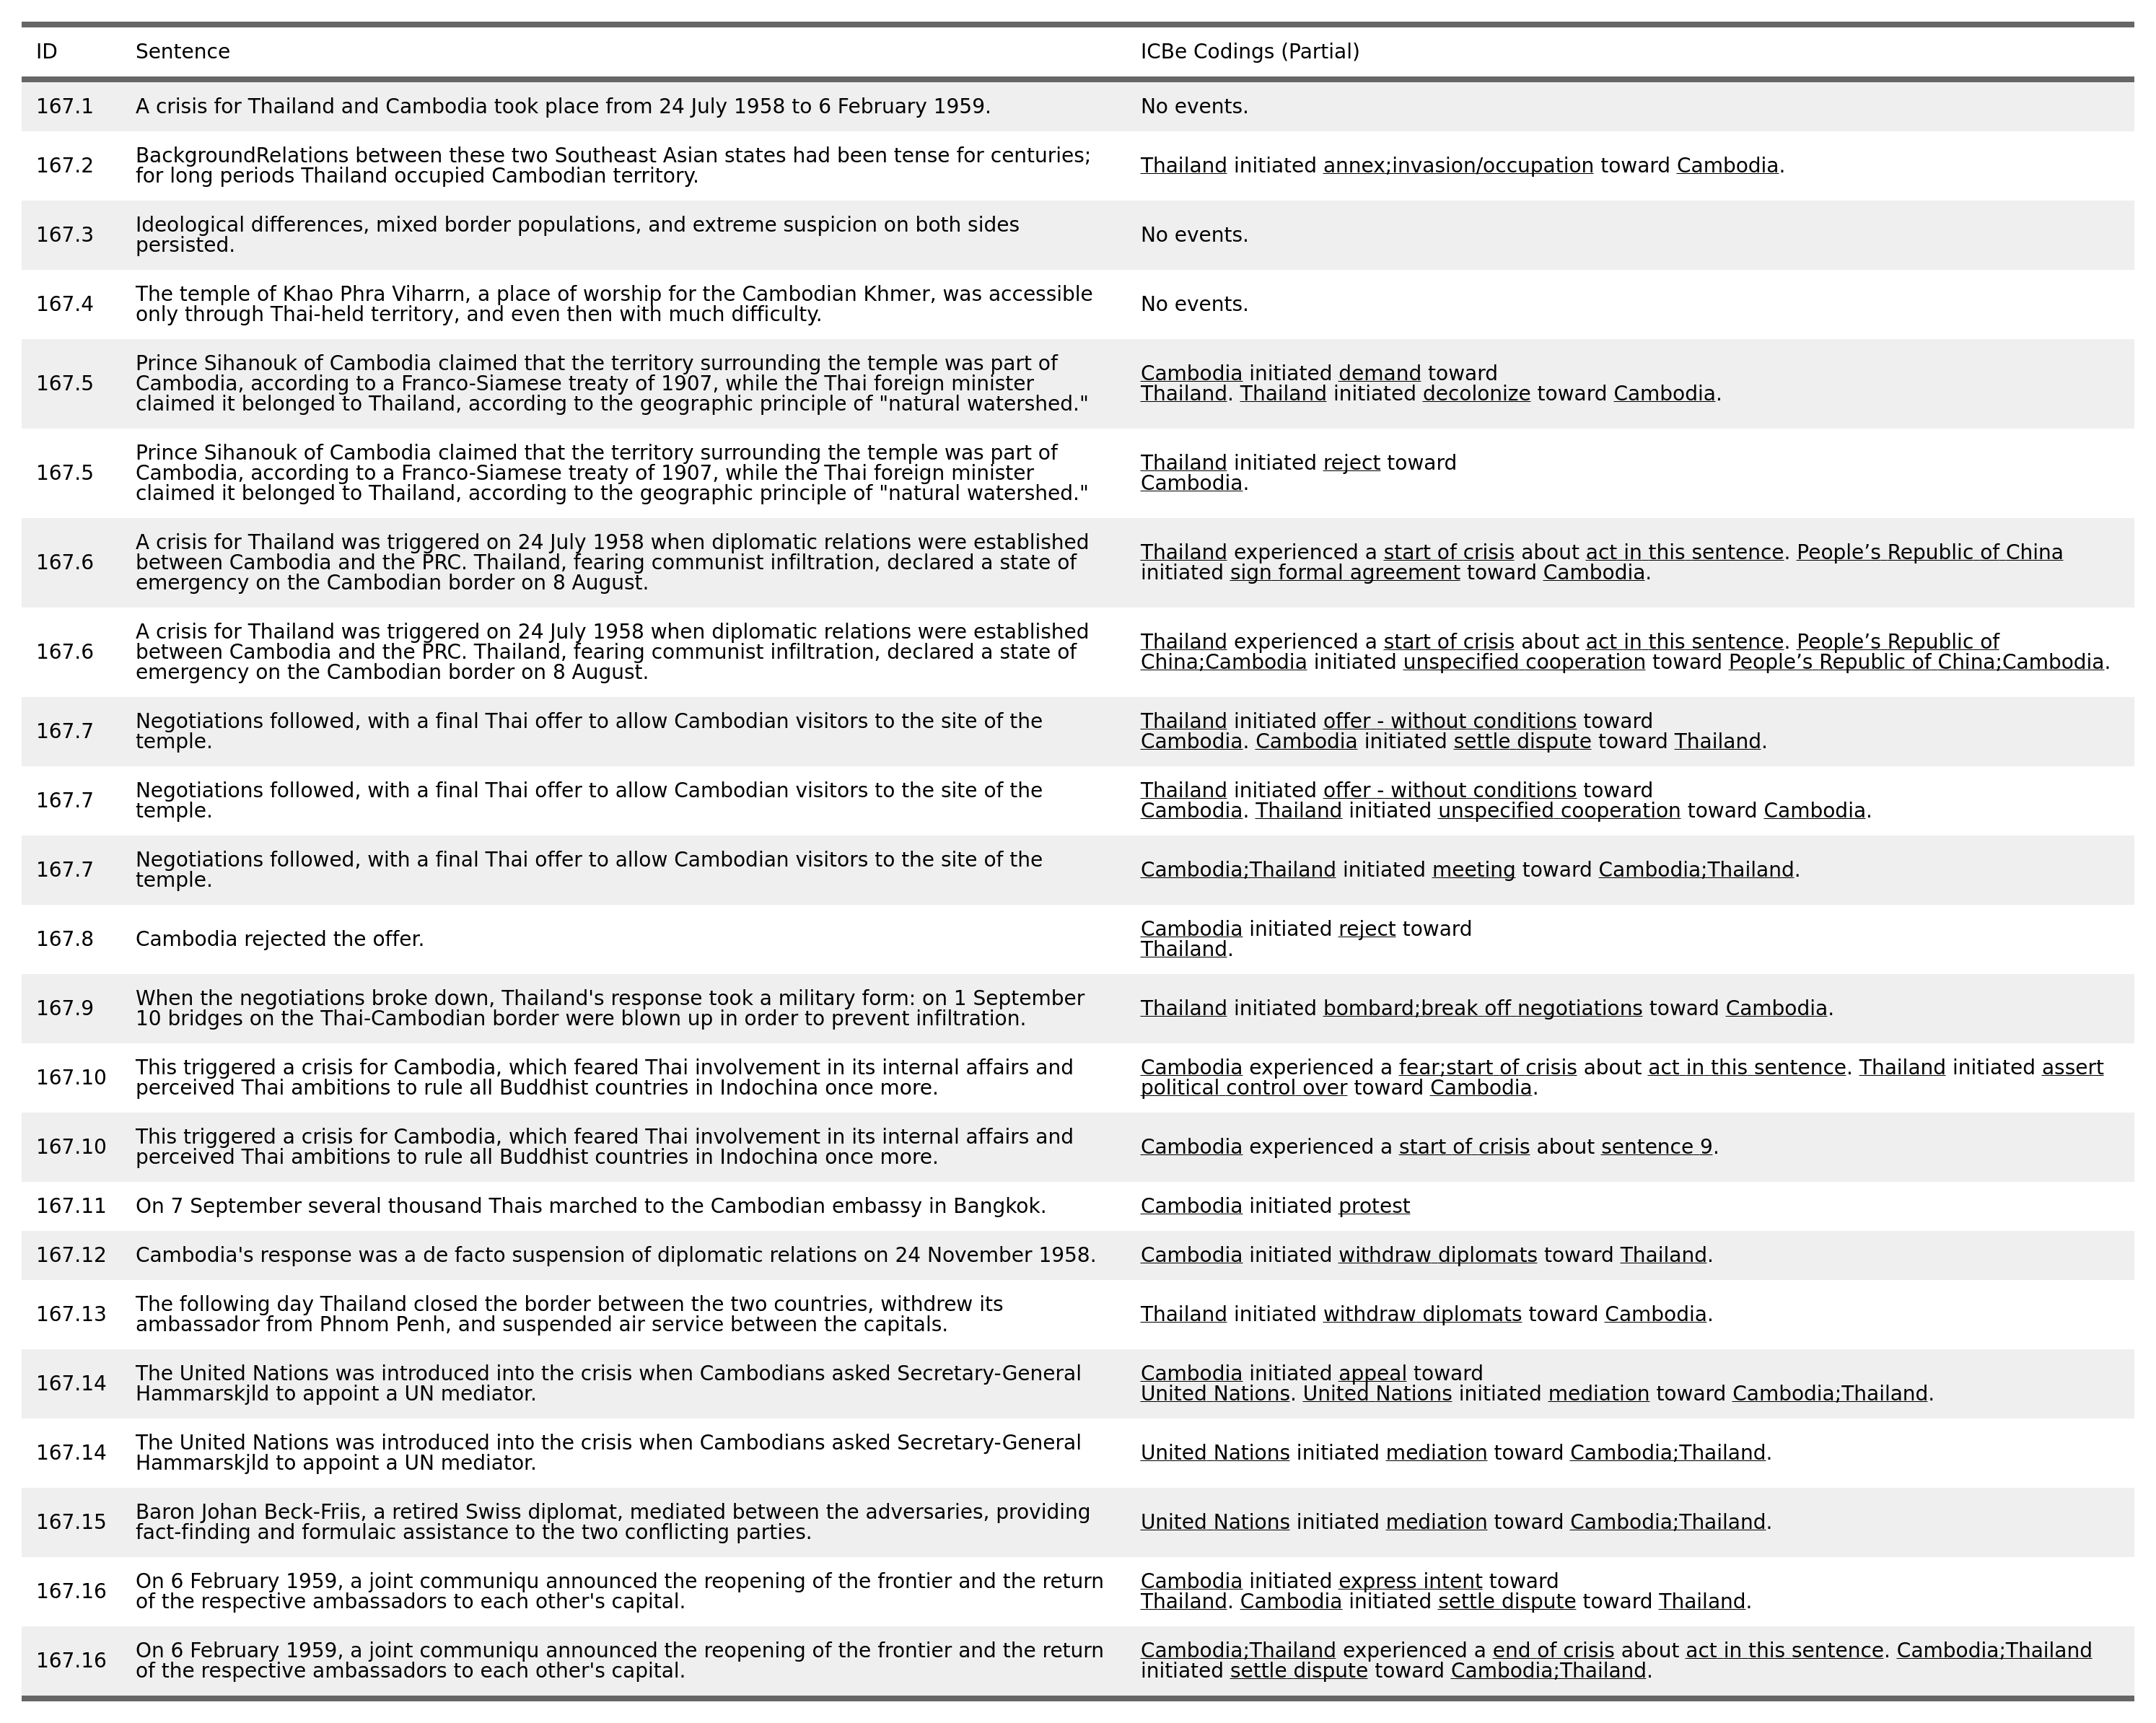 ID Sentence ICBe Codings (Partial)
167.1 A crisis for Thailand and Cambodia took place from 24 July 1958 to 6 February 1959. No events.
167.2 BackgroundRelations between these two Southeast Asian states had been tense for centuries;
for long periods Thailand occupied Cambodian territory.
Thailand initiated annex;invasion/occupation toward Cambodia.
167.3 Ideological differences, mixed border populations, and extreme suspicion on both sides
persisted.
No events.
167.4 The temple of Khao Phra Viharrn, a place of worship for the Cambodian Khmer, was accessible
only through Thai-held territory, and even then with much difficulty.
No events.
167.5 Prince Sihanouk of Cambodia claimed that the territory surrounding the temple was part of
Cambodia, according to a Franco-Siamese treaty of 1907, while the Thai foreign minister
claimed it belonged to Thailand, according to the geographic principle of "natural watershed."
Cambodia initiated demand toward
Thailand. Thailand initiated decolonize toward Cambodia.
167.5 Prince Sihanouk of Cambodia claimed that the territory surrounding the temple was part of
Cambodia, according to a Franco-Siamese treaty of 1907, while the Thai foreign minister
claimed it belonged to Thailand, according to the geographic principle of "natural watershed."
Thailand initiated reject toward
Cambodia.
167.6 A crisis for Thailand was triggered on 24 July 1958 when diplomatic relations were established
between Cambodia and the PRC. Thailand, fearing communist infiltration, declared a state of
emergency on the Cambodian border on 8 August.
Thailand experienced a start of crisis about act in this sentence. People’s Republic of China
initiated sign formal agreement toward Cambodia.
167.6 A crisis for Thailand was triggered on 24 July 1958 when diplomatic relations were established
between Cambodia and the PRC. Thailand, fearing communist infiltration, declared a state of
emergency on the Cambodian border on 8 August.
Thailand experienced a start of crisis about act in this sentence. People’s Republic of
China;Cambodia initiated unspecified cooperation toward People’s Republic of China;Cambodia.
167.7 Negotiations followed, with a final Thai offer to allow Cambodian visitors to the site of the
temple.
Thailand initiated offer - without conditions toward
Cambodia. Cambodia initiated settle dispute toward Thailand.
167.7 Negotiations followed, with a final Thai offer to allow Cambodian visitors to the site of the
temple.
Thailand initiated offer - without conditions toward
Cambodia. Thailand initiated unspecified cooperation toward Cambodia.
167.7 Negotiations followed, with a final Thai offer to allow Cambodian visitors to the site of the
temple.
Cambodia;Thailand initiated meeting toward Cambodia;Thailand.
167.8 Cambodia rejected the offer.
Cambodia initiated reject toward
Thailand.
167.9 When the negotiations broke down, Thailand's response took a military form: on 1 September
10 bridges on the Thai-Cambodian border were blown up in order to prevent infiltration.
Thailand initiated bombard;break off negotiations toward Cambodia.
167.10 This triggered a crisis for Cambodia, which feared Thai involvement in its internal affairs and
perceived Thai ambitions to rule all Buddhist countries in Indochina once more.
Cambodia experienced a fear;start of crisis about act in this sentence. Thailand initiated assert
political control over toward Cambodia.
167.10 This triggered a crisis for Cambodia, which feared Thai involvement in its internal affairs and
perceived Thai ambitions to rule all Buddhist countries in Indochina once more.
Cambodia experienced a start of crisis about sentence 9.
167.11 On 7 September several thousand Thais marched to the Cambodian embassy in Bangkok. Cambodia initiated protest
167.12 Cambodia's response was a de facto suspension of diplomatic relations on 24 November 1958. Cambodia initiated withdraw diplomats toward Thailand.
167.13 The following day Thailand closed the border between the two countries, withdrew its
ambassador from Phnom Penh, and suspended air service between the capitals.
Thailand initiated withdraw diplomats toward Cambodia.
167.14 The United Nations was introduced into the crisis when Cambodians asked Secretary-General
Hammarskjld to appoint a UN mediator.
Cambodia initiated appeal toward
United Nations. United Nations initiated mediation toward Cambodia;Thailand.
167.14 The United Nations was introduced into the crisis when Cambodians asked Secretary-General
Hammarskjld to appoint a UN mediator.
United Nations initiated mediation toward Cambodia;Thailand.
167.15 Baron Johan Beck-Friis, a retired Swiss diplomat, mediated between the adversaries, providing
fact-finding and formulaic assistance to the two conflicting parties.
United Nations initiated mediation toward Cambodia;Thailand.
167.16 On 6 February 1959, a joint communiqu announced the reopening of the frontier and the return
of the respective ambassadors to each other's capital.
Cambodia initiated express intent toward
Thailand. Cambodia initiated settle dispute toward Thailand.
167.16 On 6 February 1959, a joint communiqu announced the reopening of the frontier and the return
of the respective ambassadors to each other's capital.
Cambodia;Thailand experienced a end of crisis about act in this sentence. Cambodia;Thailand
initiated settle dispute toward Cambodia;Thailand.